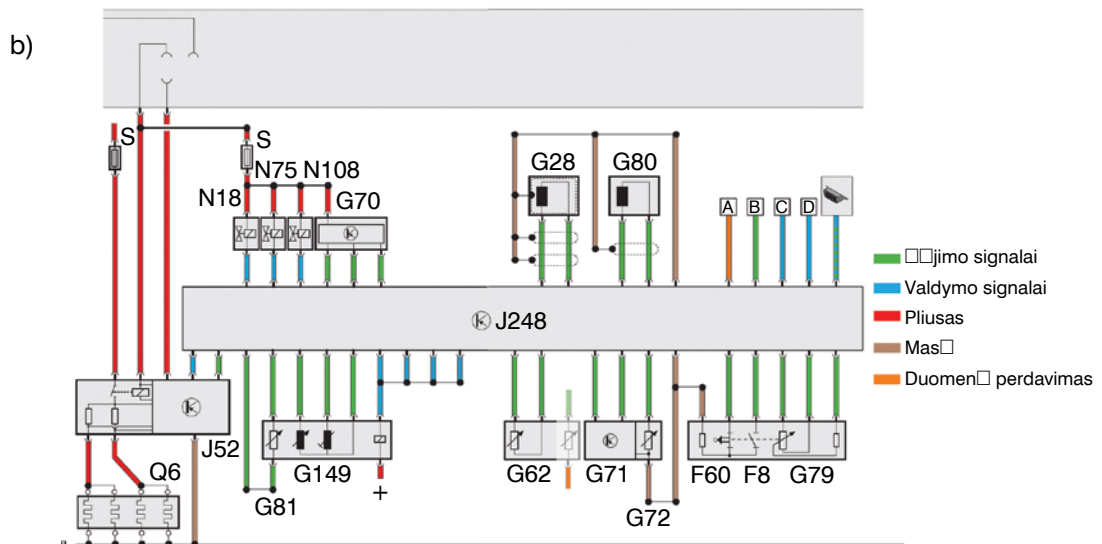 b)
S
S
N75 N108
N18
G70
G28
G80
A B C D
J248
jimo signalai
Valdymo signalai
Pliusas
Mas
Duomen perdavimas
J52
Q6
G81
G149
+
G62
G71
G72
F60 F8 G79